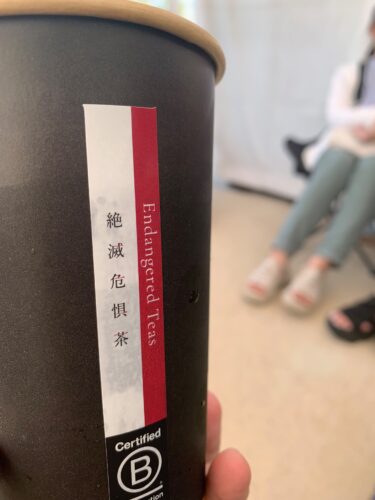 絶滅危惧茶
Endangered Teas
Certified
B